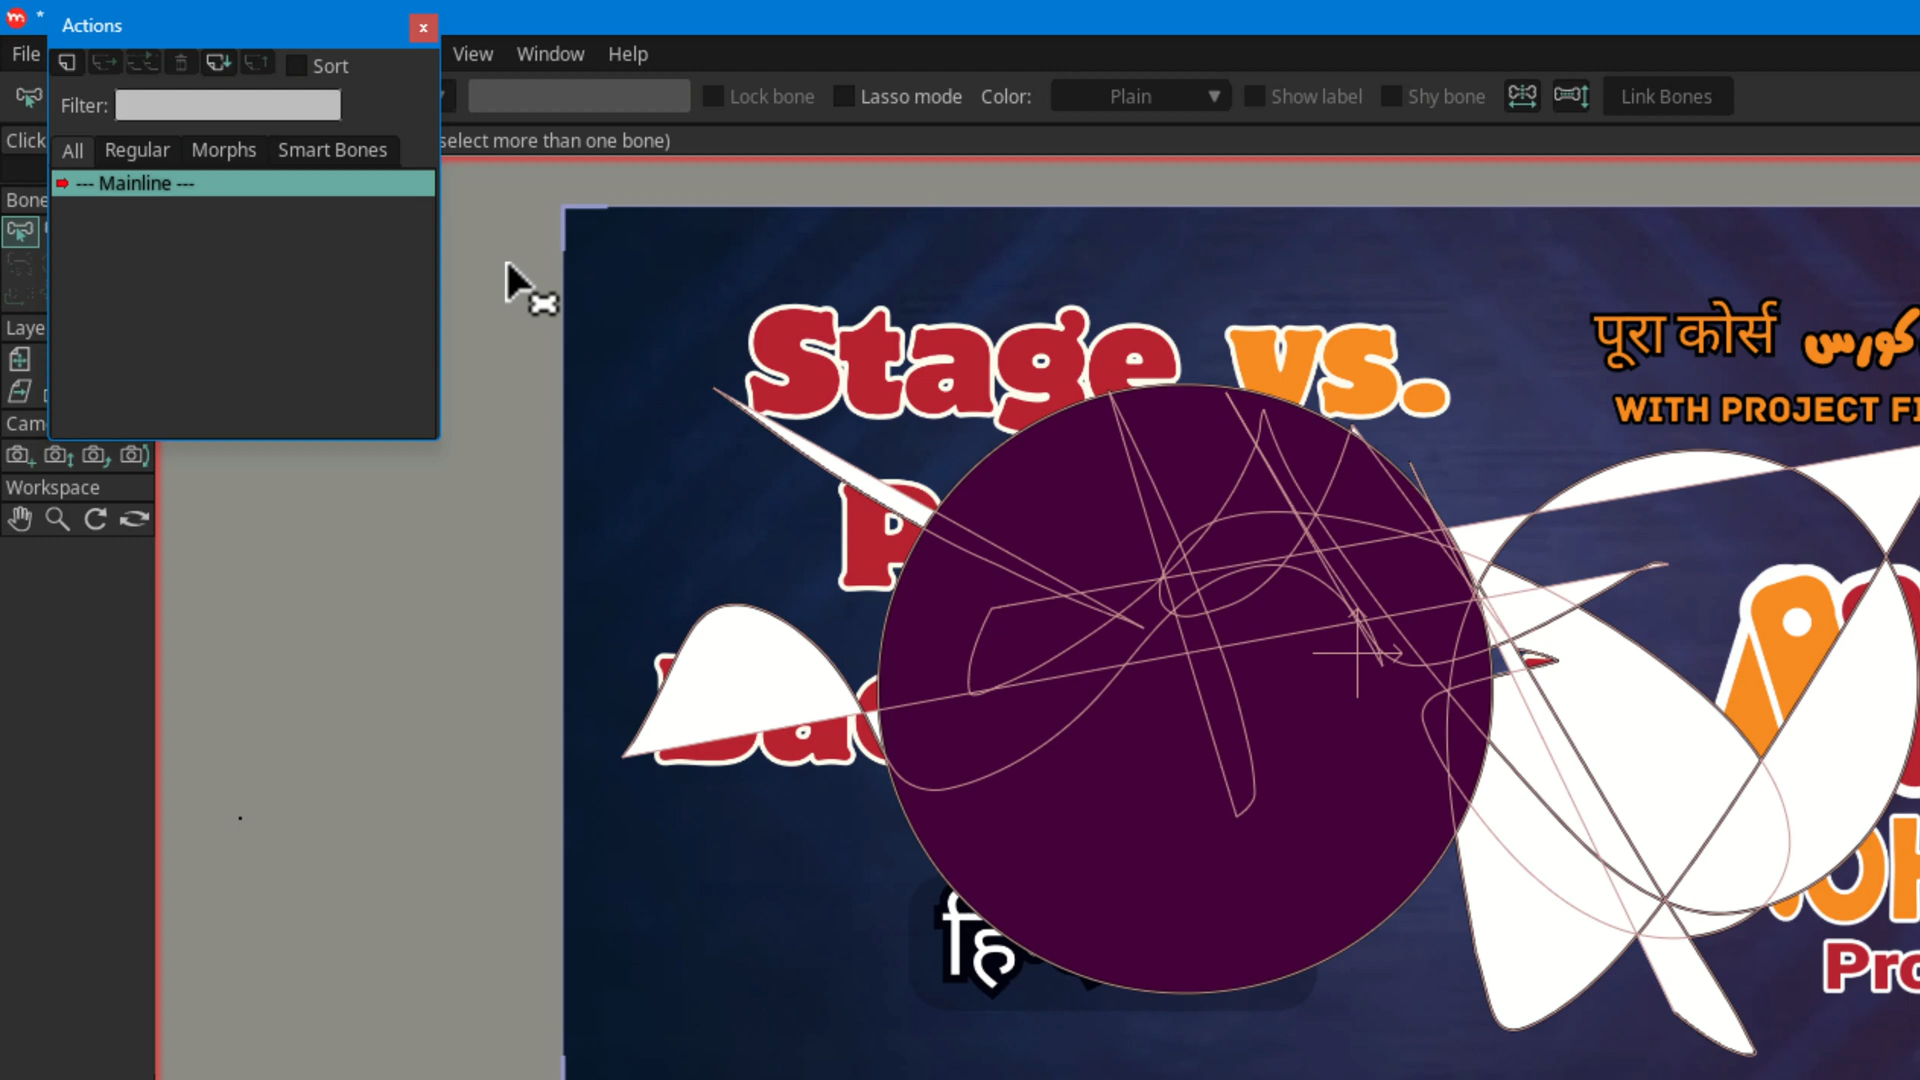 *
Actions
File
View
Window
Help
Sort
Filter:
Lock bone
Lasso mode
Color:
Plain
Show label
Shy bone
Link Bones
Click
select more than one bone)
All
Regular
Morphs
Smart Bones
--- Mainline ---
Bone
Laye
Cam
Workspace
Stage vs.
पूरा कोर्स
کورس
WITH PROJECT FI
P
हि
Pro